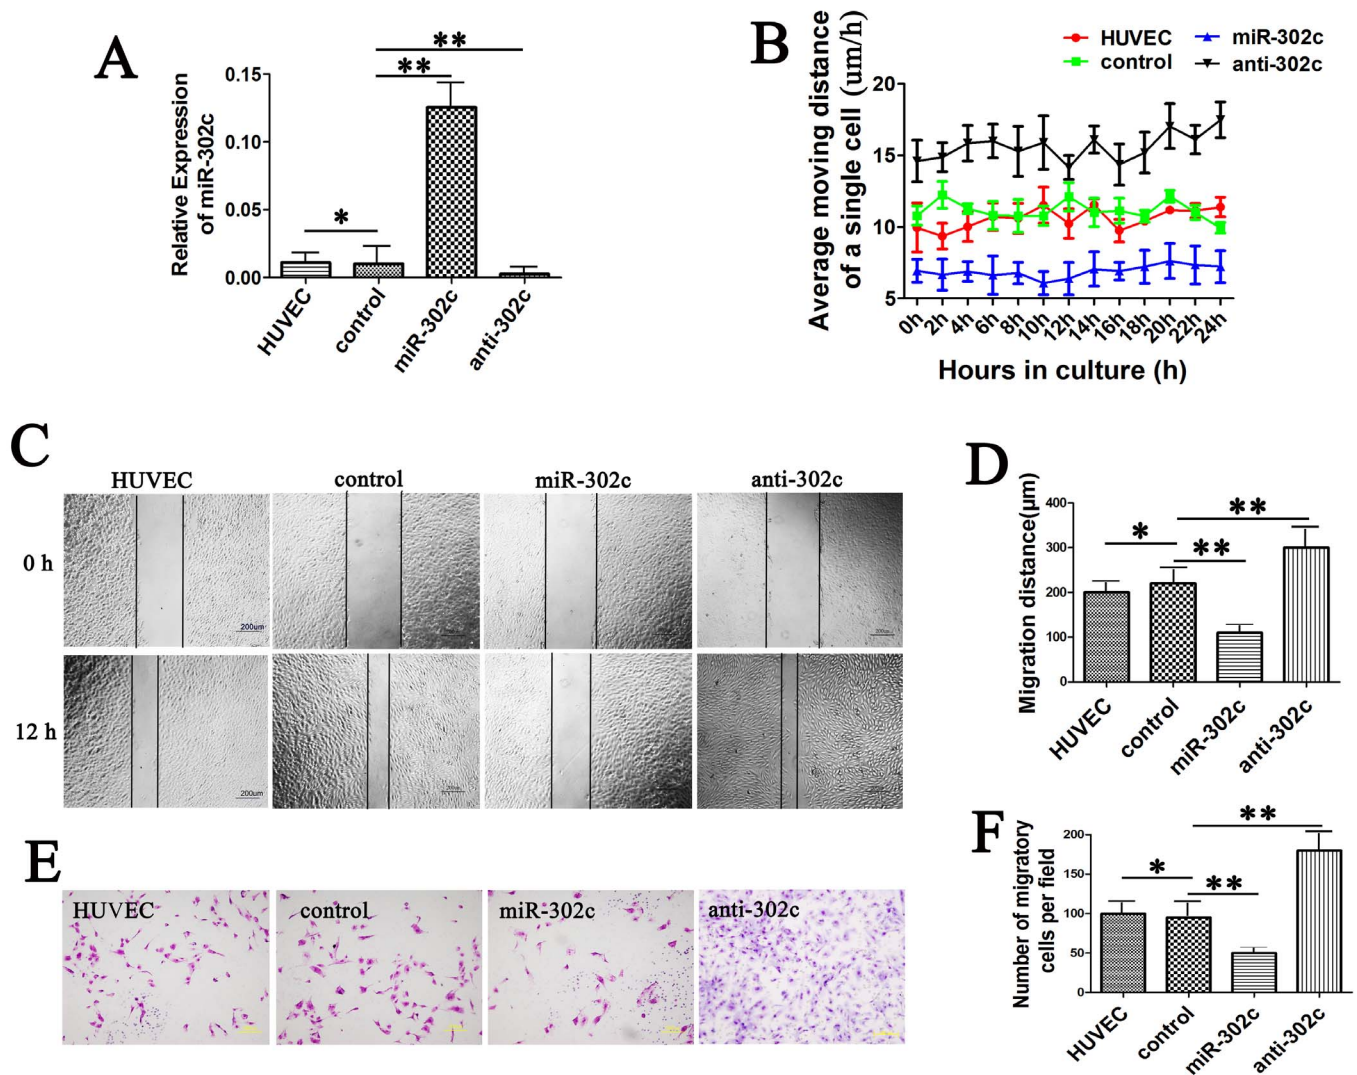 A
Relative Expression
of miR-302c
0.15
0.10
0.05
0.00
**
**
*
HUVEC
control
miR-302c
anti-302c
B
HUVEC
control
miR-302c
anti-302c
Average moving distance
of a single cell (um/h)
20
15
10
5
0h
2h
4h
6h
8h
10h
12h
14h
16h
18h
20h
22h
24h
Hours in culture (h)
C
HUVEC
control
miR-302c
anti-302c
0 h
200um
200um
12 h
200um
D
Migration distance(μm)
400
300
200
100
0
*
**
**
HUVEC
control
miR-302c
anti-302c
E
HUVEC
control
miR-302c
anti-302c
F
Number of migratory
cells per field
200
150
100
50
0
*
**
**
HUVEC
control
miR-302c
anti-302c